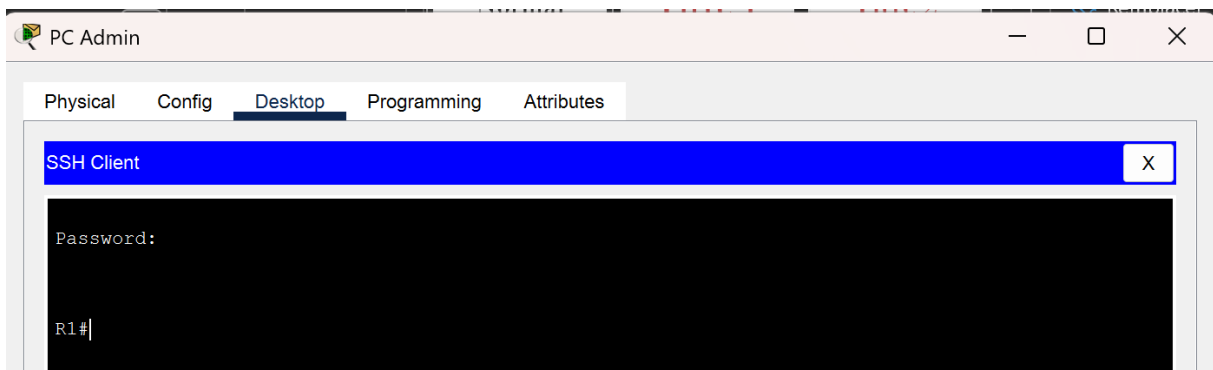 PC Admin
Physical Config Desktop Programming Attributes
SSH Client X
Password:
R1#